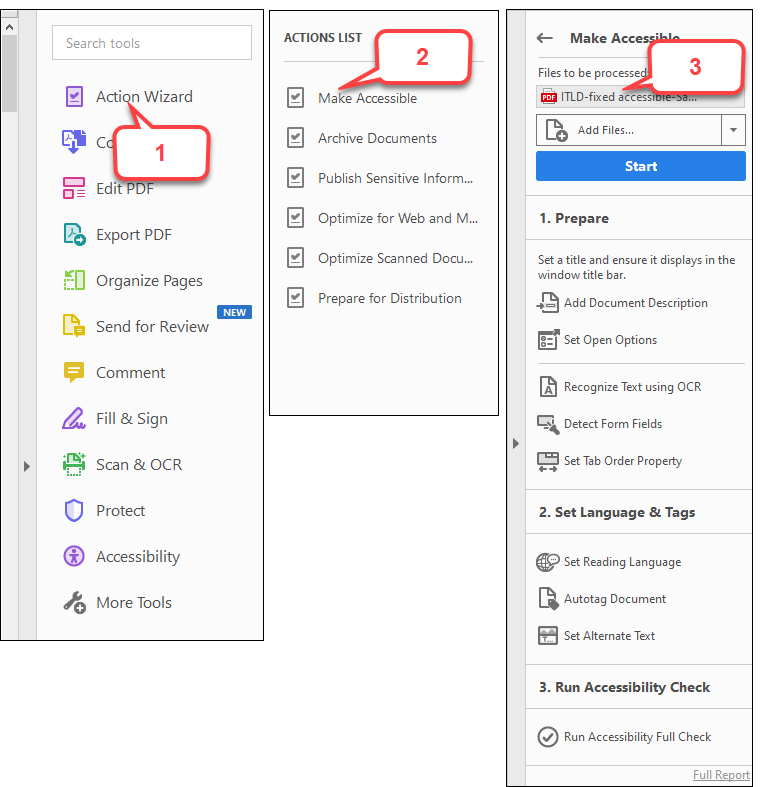 Search tools
Action Wizard
1
Co
Edit PDF
Export PDF
Organize Pages
NEW
Send for Review
Comment
Fill & Sign
Scan & OCR
Protect
Accessibility
More Tools
ACTIONS LIST
2
Make Accessible
Archive Documents
Publish Sensitive Inform...
Optimize for Web and M...
Optimize Scanned Docu...
Prepare for Distribution
Make Accessible
3
Files to be processed
PDF ITLD-fixed accessible-Sa...
Add Files...
Start
1. Prepare
Set a title and ensure it displays in the
window title bar.
Add Document Description
Set Open Options
Recognize Text using OCR
Detect Form Fields
Set Tab Order Property
2. Set Language & Tags
Set Reading Language
Autotag Document
Set Alternate Text
3. Run Accessibility Check
Run Accessibility Full Check
Full Report